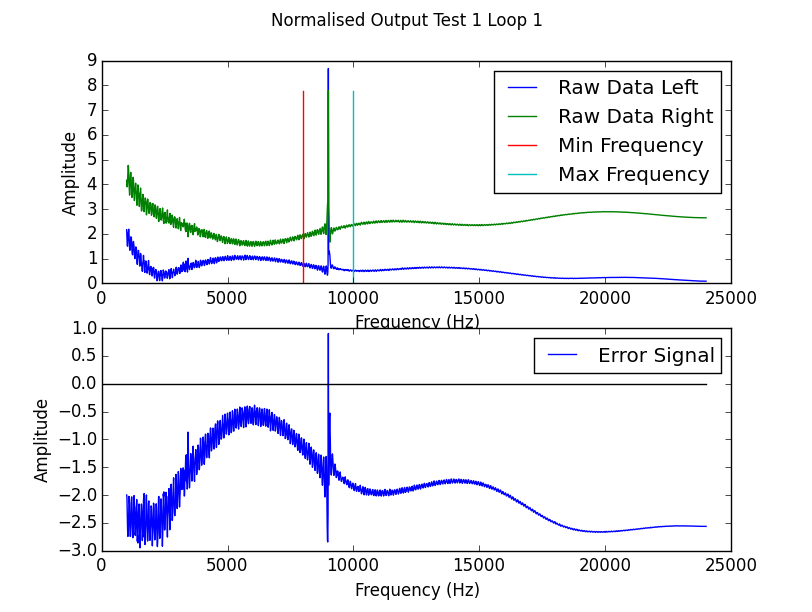 Normalised Output Test 1 Loop 1
9
8
7
6
5
4
3
2
1
0
Amplitude
Raw Data Left
Raw Data Right
Min Frequency
Max Frequency
0 5000 10000 15000 20000 25000
Frequency (Hz)
1.0
0.5
0.0
−0.5
−1.0
−1.5
−2.0
−2.5
−3.0
Amplitude
Error Signal
0 5000 10000 15000 20000 25000
Frequency (Hz)